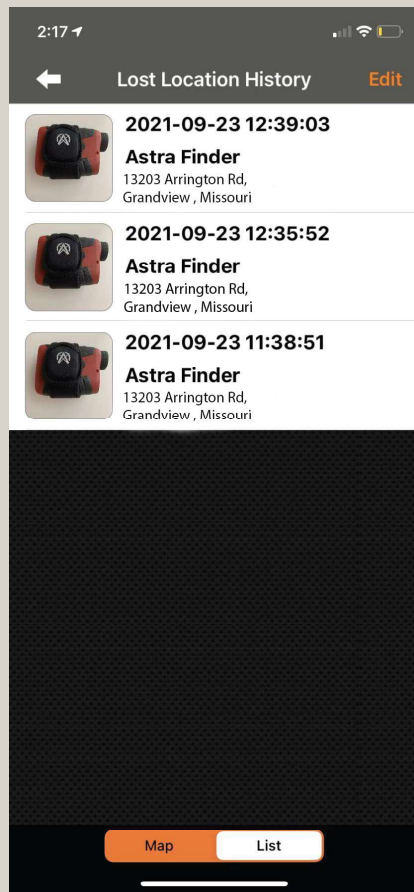 2:17
Lost Location History
Edit
2021-09-23 12:39:03
Astra Finder
13203 Arrington Rd,
Grandview , Missouri
2021-09-23 12:35:52
Astra Finder
13203 Arrington Rd,
Grandview , Missouri
2021-09-23 11:38:51
Astra Finder
13203 Arrington Rd,
Grandview , Missouri
Map
List